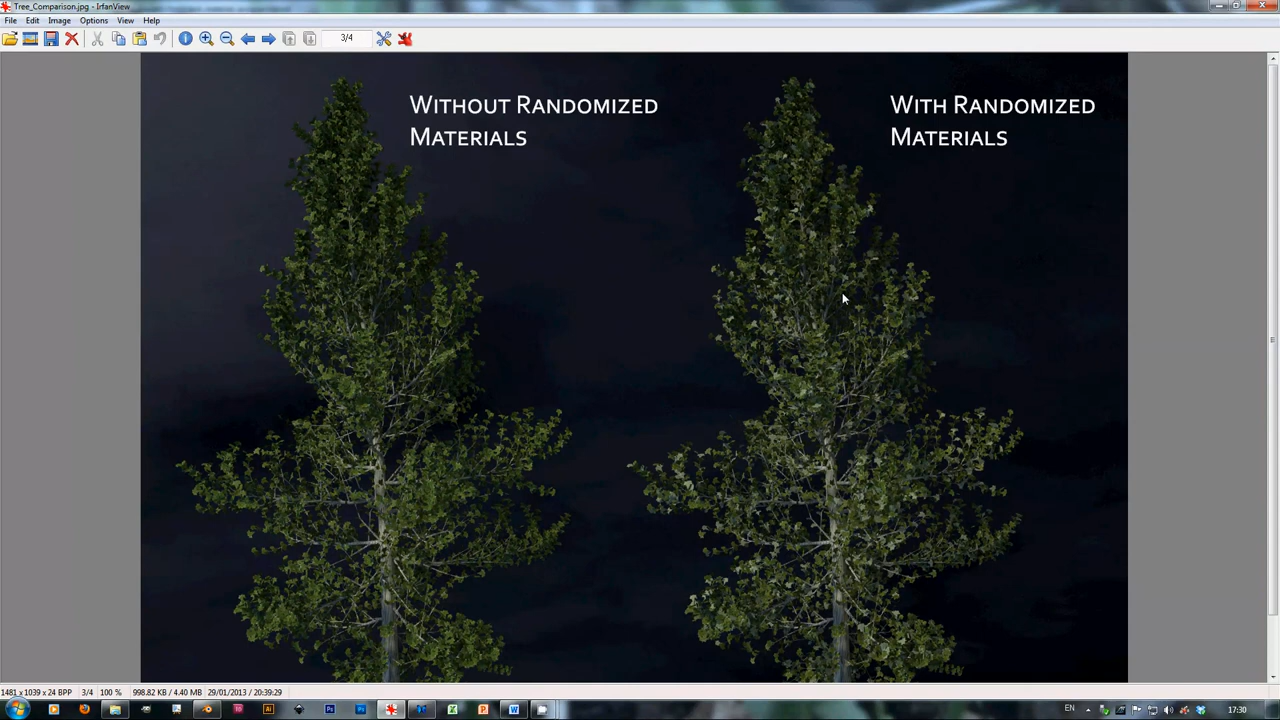 Tree_Comparison.jpg - IrfanView
File Edit Image Options View Help
3/4
Without Randomized
Materials
With Randomized
Materials
1481 x 1039 x 24 BPP 3/4 100 % 998.82 KB / 4.40 MB 29/01/2013 / 20:39:29
EN 17:30